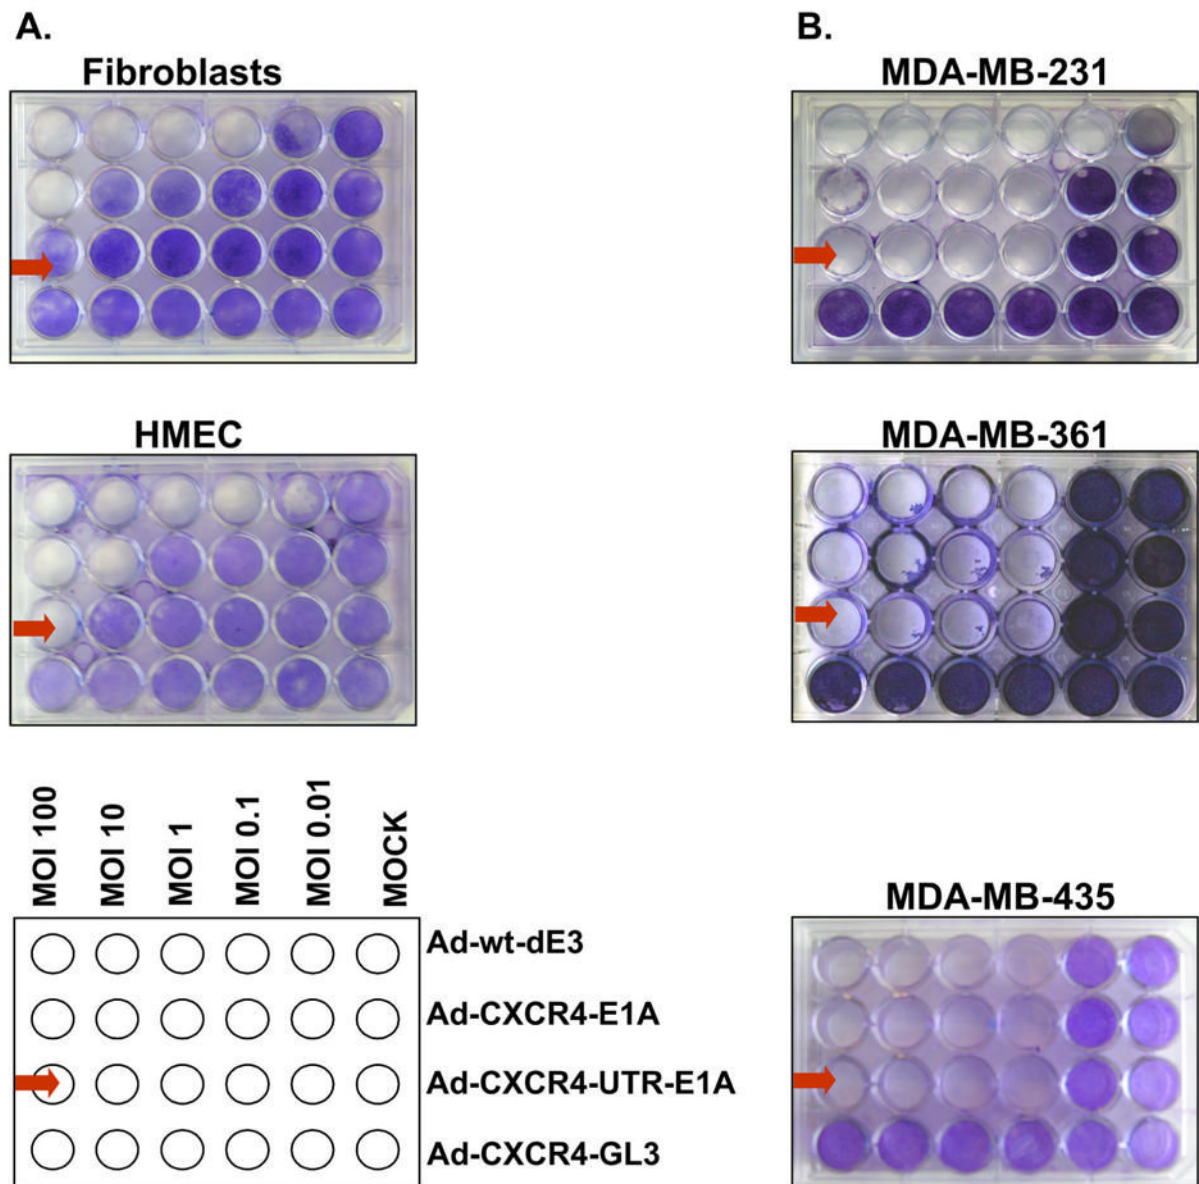 A.
Fibroblasts
HMEC
MOI 100
MOI 10
MOI 1
MOI 0.1
MOI 0.01
MOCK
Ad-wt-dE3
Ad-CXCR4-E1A
Ad-CXCR4-UTR-E1A
Ad-CXCR4-GL3
B.
MDA-MB-231
MDA-MB-361
MDA-MB-435